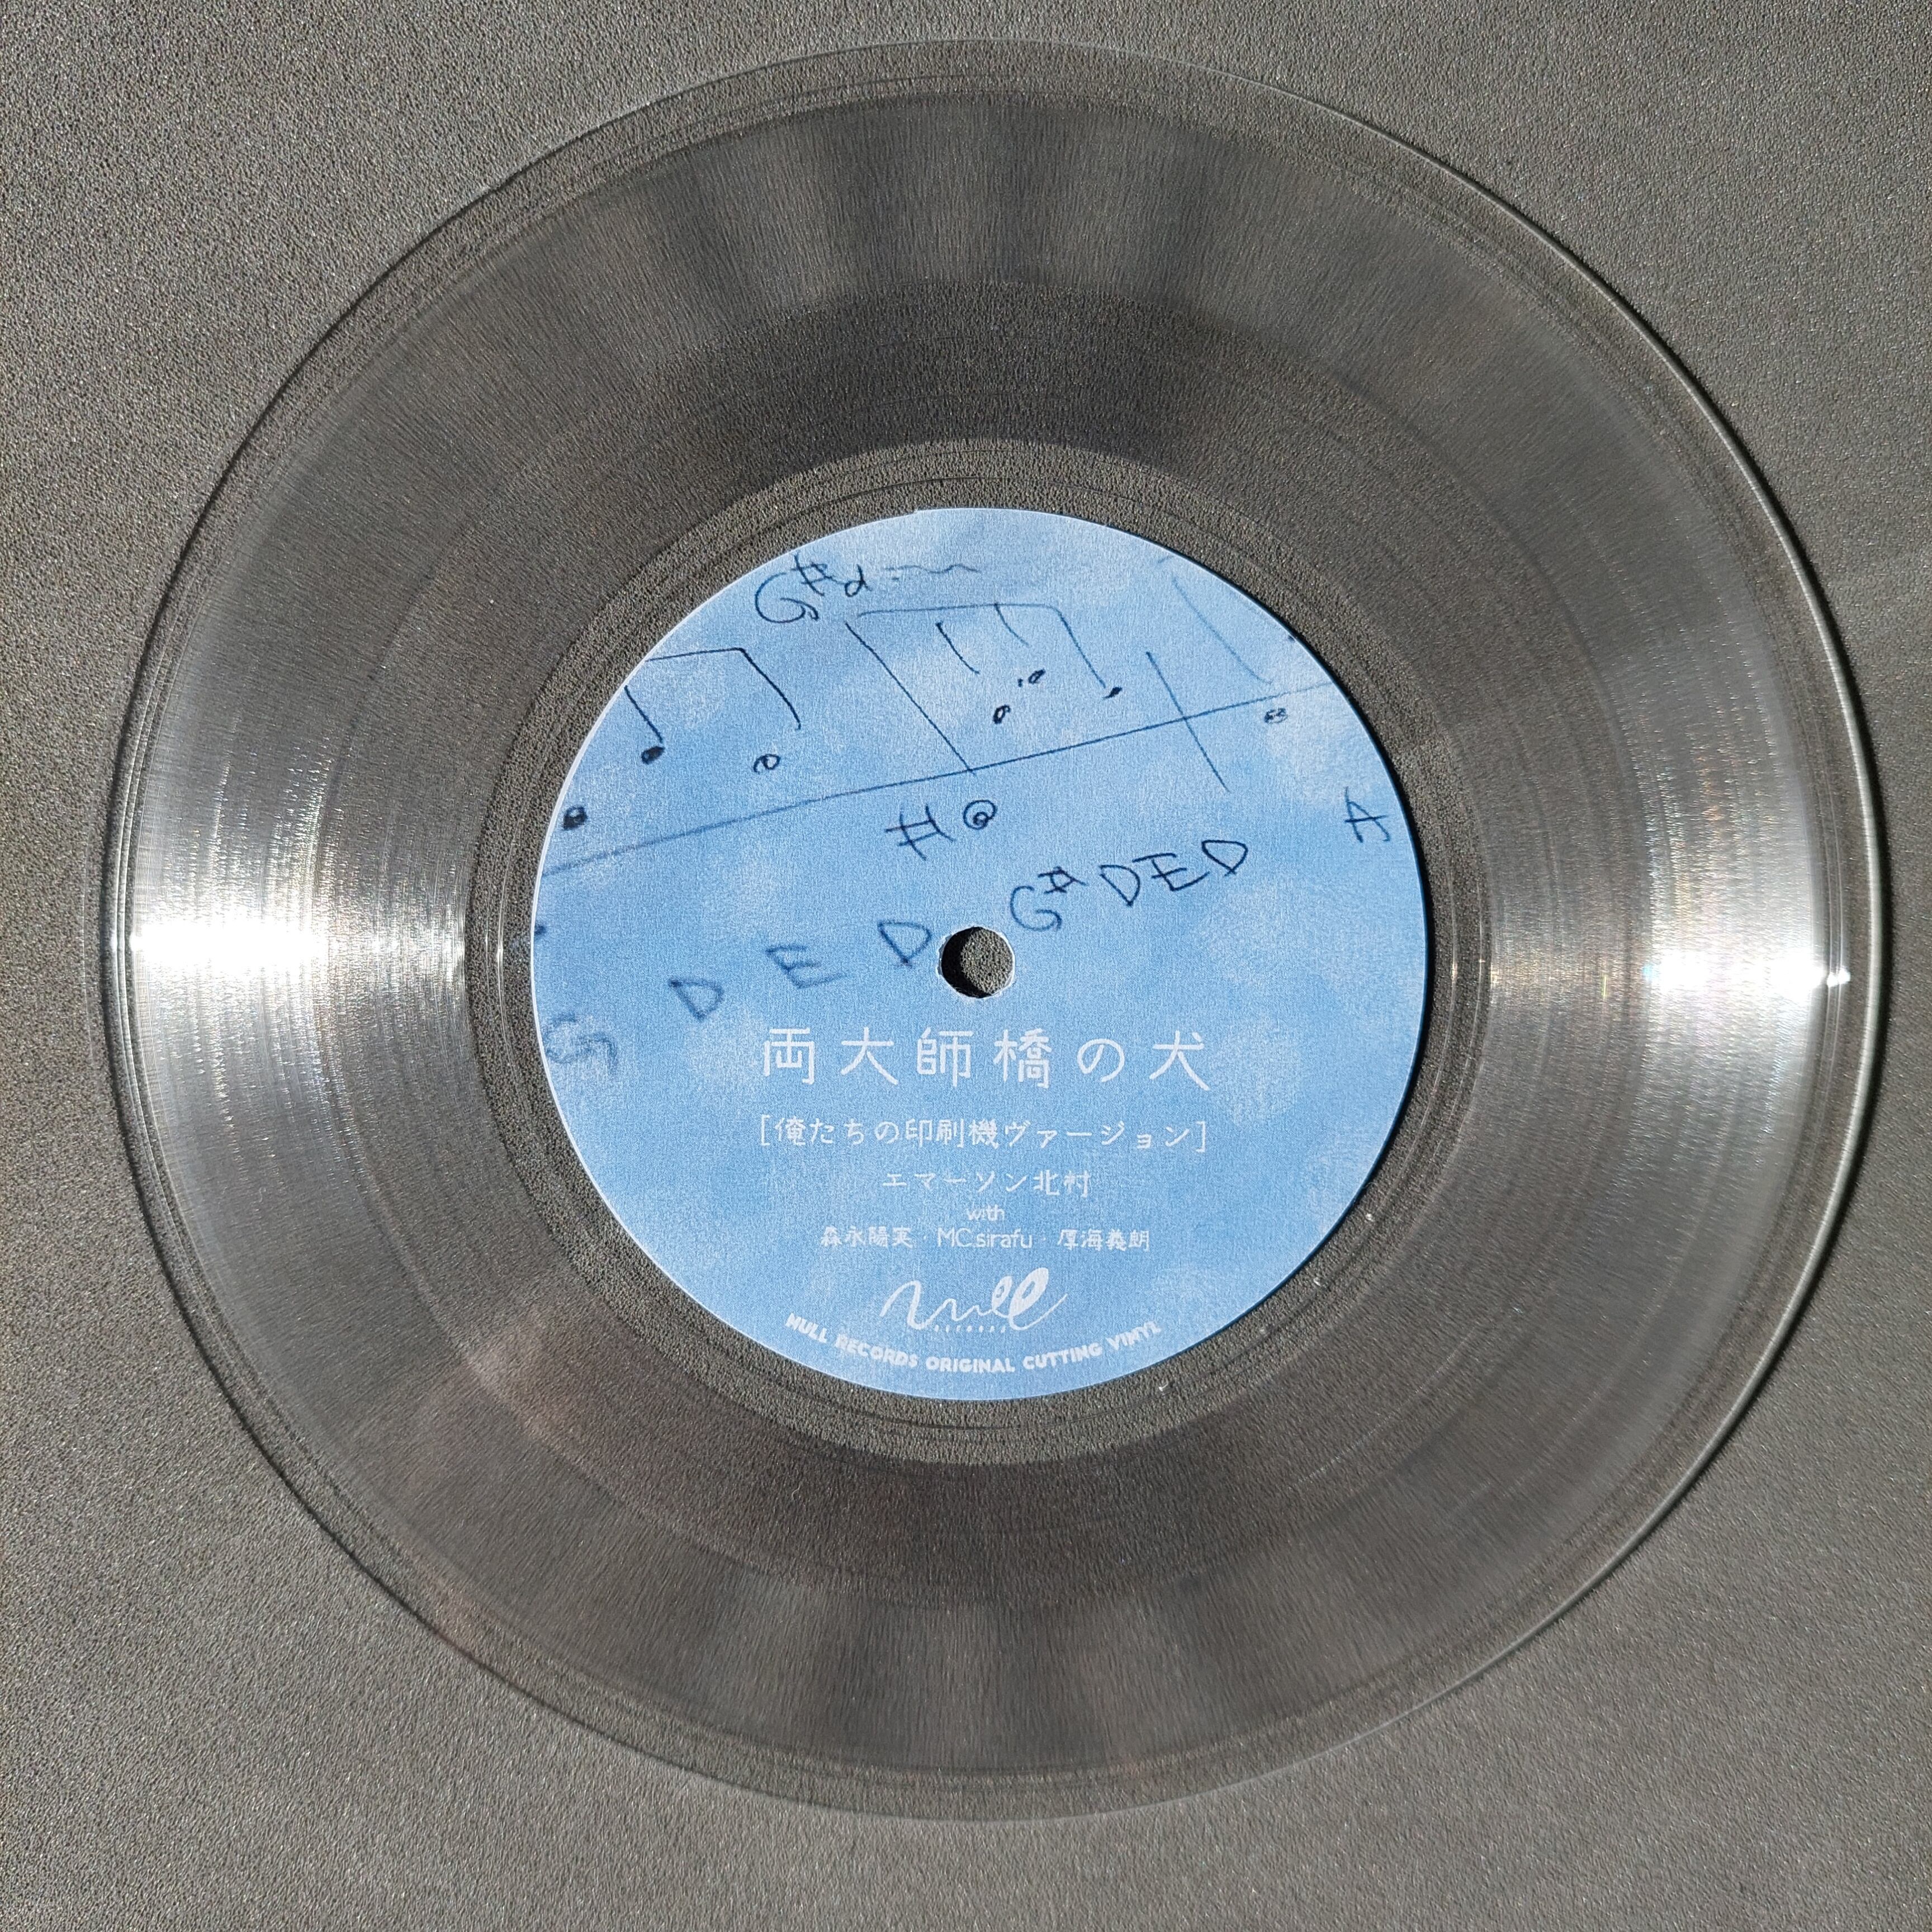 G#d
#
G D E D G# D E D A
両大師橋の犬
[俺たちの印刷機ヴァージョン]
エマーソン北村
with
森永陽実・MC.sirafu・厚海義朗
null
RECORDS
NULL RECORDS ORIGINAL CUTTING VINYL